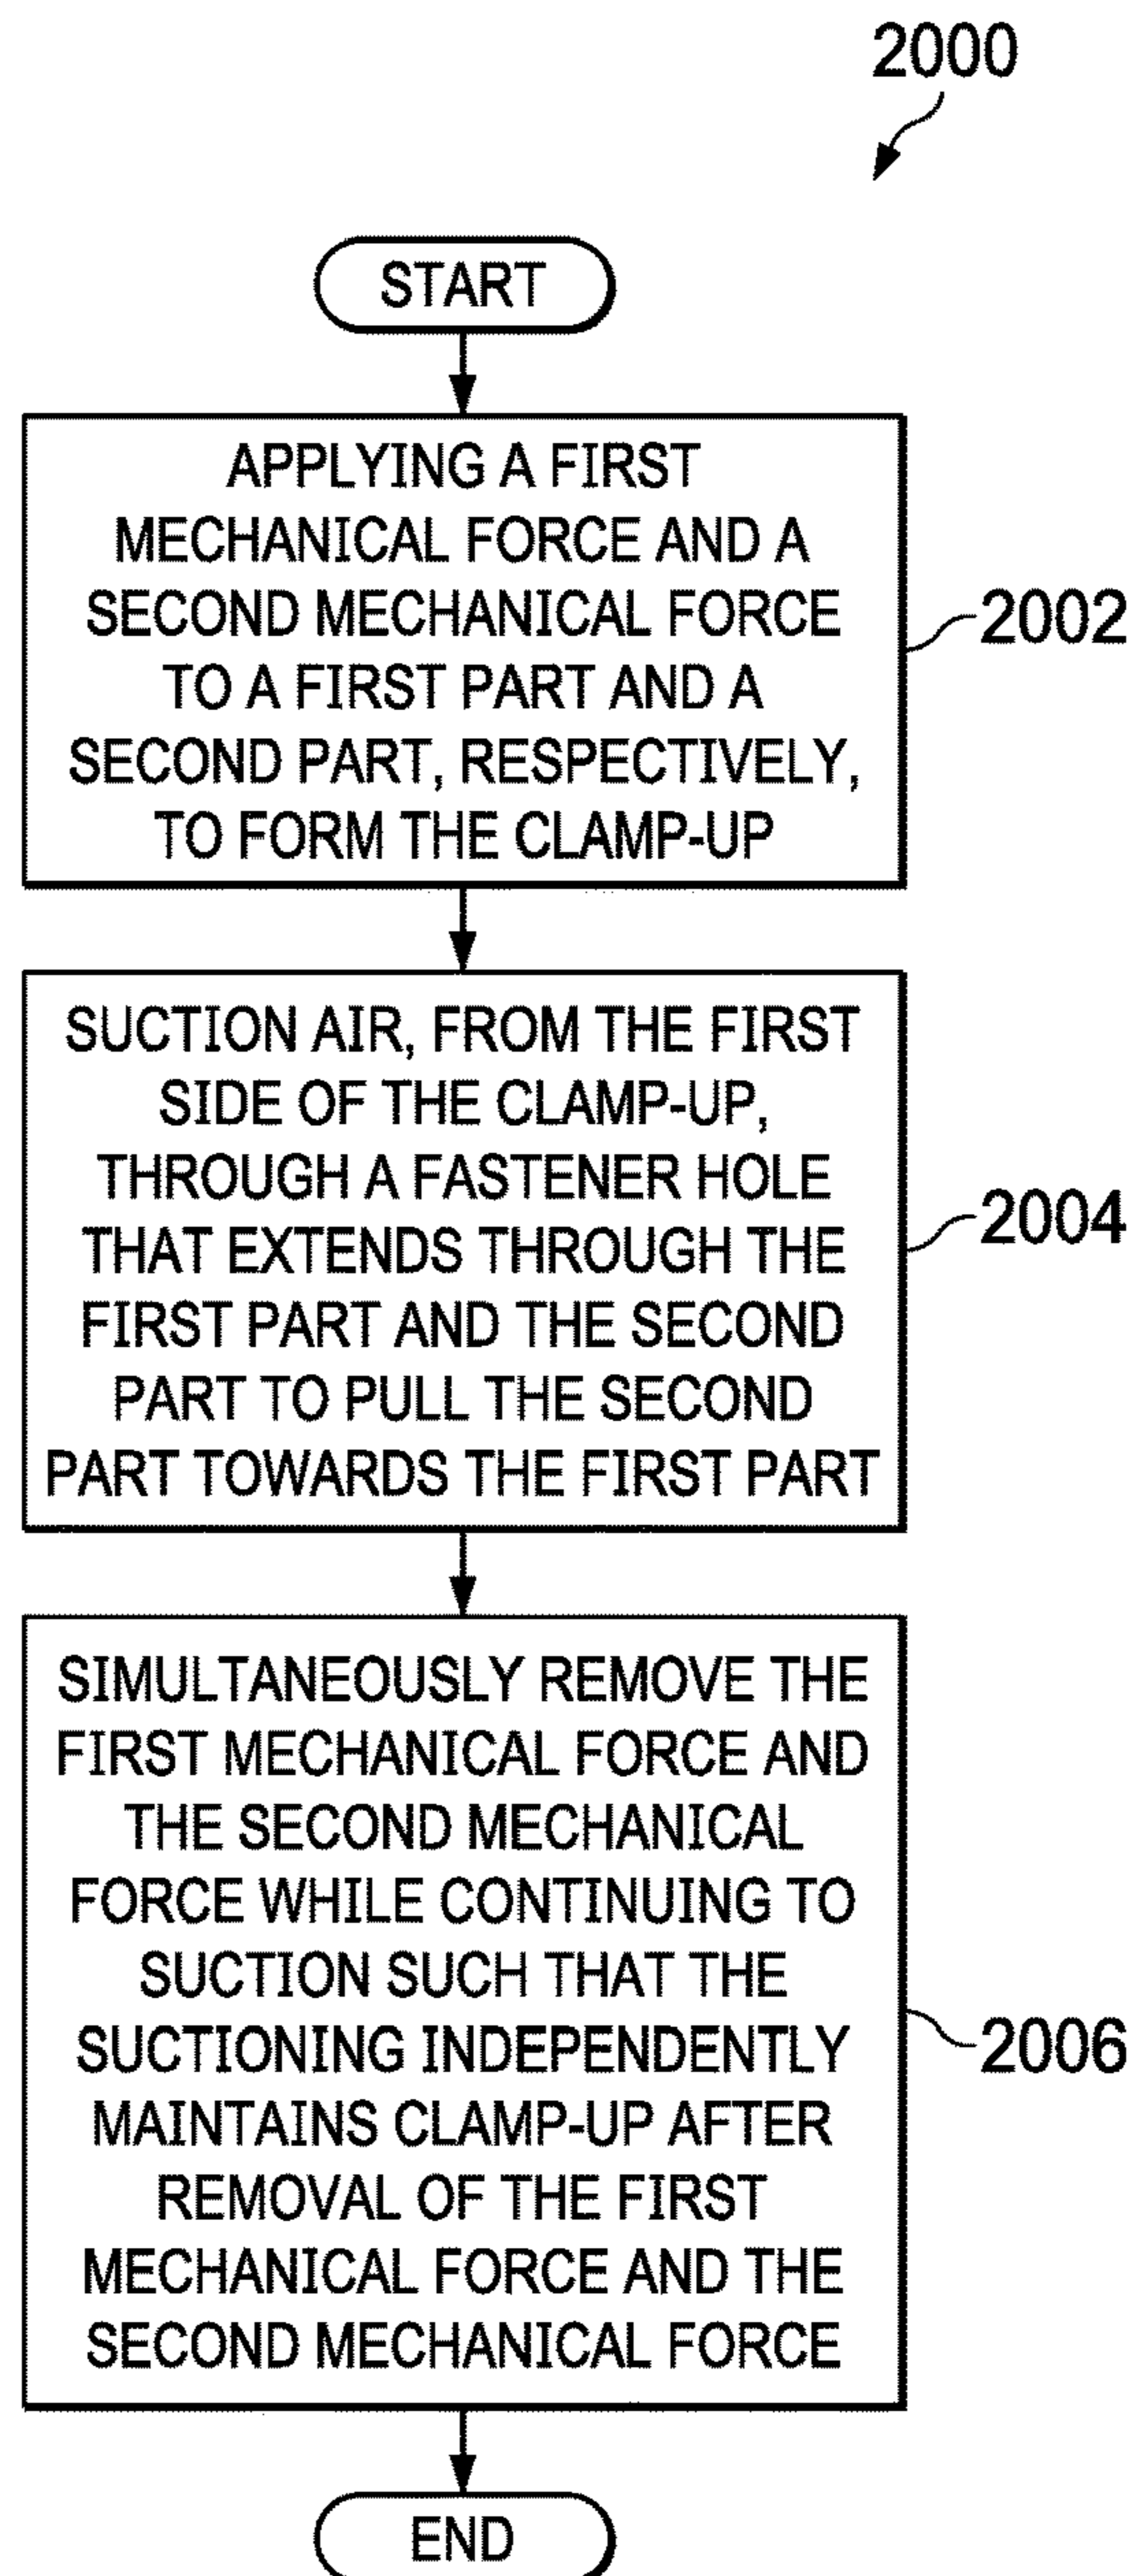 2000
START
APPLYING A FIRST
MECHANICAL FORCE AND A
SECOND MECHANICAL FORCE
TO A FIRST PART AND A
SECOND PART, RESPECTIVELY,
TO FORM THE CLAMP-UP
2002
SUCTION AIR, FROM THE FIRST
SIDE OF THE CLAMP-UP,
THROUGH A FASTENER HOLE
THAT EXTENDS THROUGH THE
FIRST PART AND THE SECOND
PART TO PULL THE SECOND
PART TOWARDS THE FIRST PART
2004
SIMULTANEOUSLY REMOVE THE
FIRST MECHANICAL FORCE AND
THE SECOND MECHANICAL
FORCE WHILE CONTINUING TO
SUCTION SUCH THAT THE
SUCTIONING INDEPENDENTLY
MAINTAINS CLAMP-UP AFTER
REMOVAL OF THE FIRST
MECHANICAL FORCE AND THE
SECOND MECHANICAL FORCE
2006
END